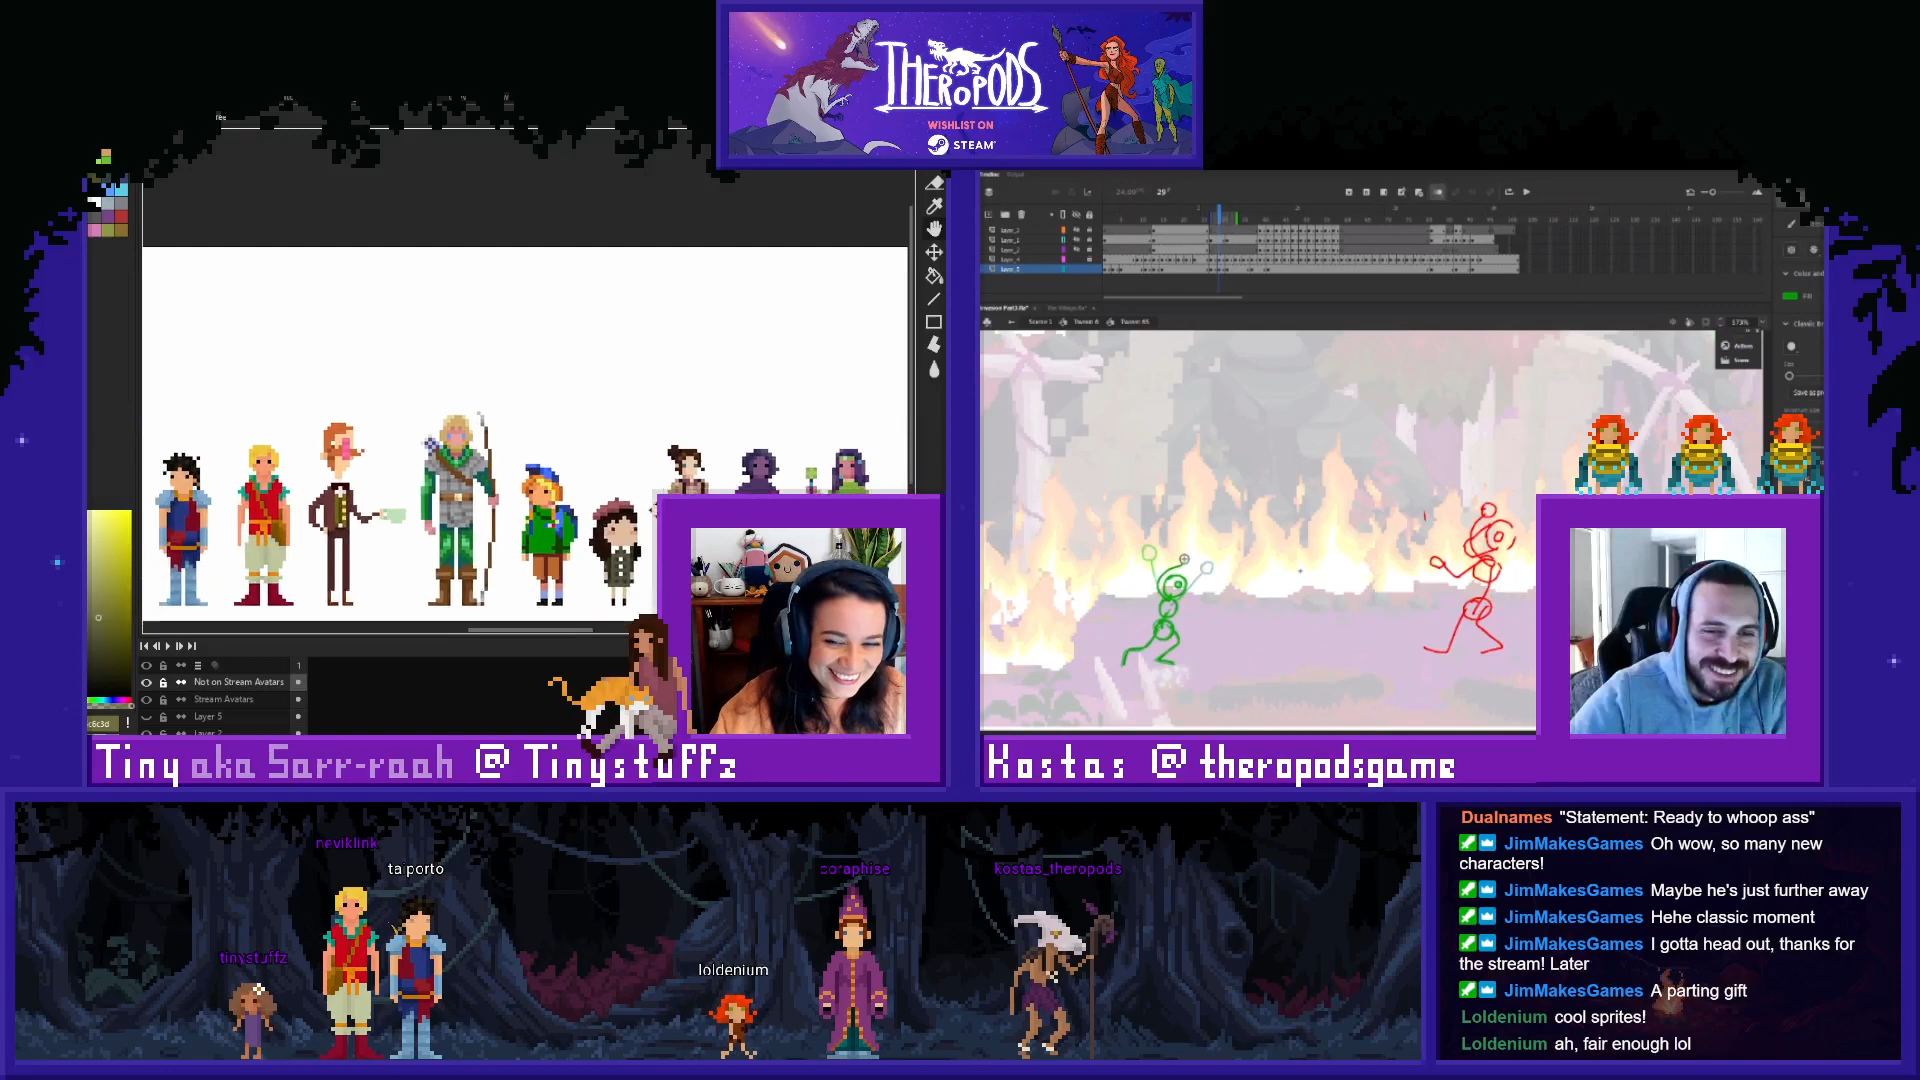 THEROPODS
WISHLIST ON
STEAM
Not on Stream Avatars
Stream Avatars
Layer 5
Layer 2
Tiny aka Sarr-raah @ Tinystuffz
Kostas @ theropodsgame
neviklink
taiporto
coraphise
kostas_theropods
tinystuffz
loldenium
Dualnames "Statement: Ready to whoop ass"
JimMakesGames Oh wow, so many new
characters!
JimMakesGames Maybe he's just further away
JimMakesGames Hehe classic moment
JimMakesGames I gotta head out, thanks for
the stream! Later
JimMakesGames A parting gift
Loldenium cool sprites!
Loldenium ah, fair enough lol